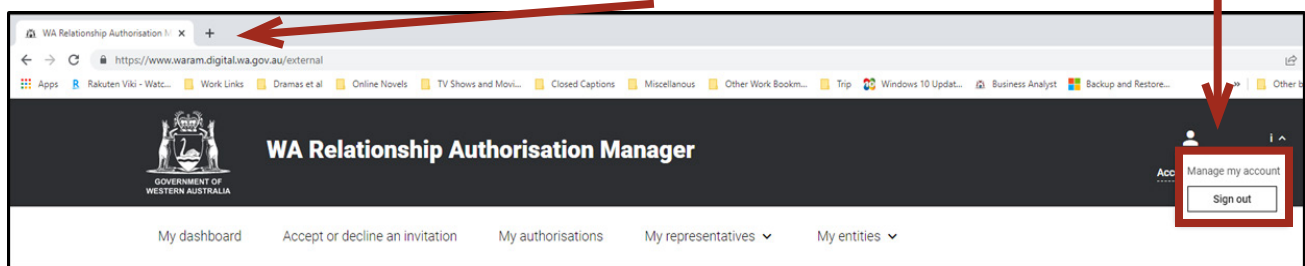 WA Relationship Authorisation M
https://www.waram.digital.wa.gov.au/external
Apps Rakuten Viki - Watc... Work Links Dramas et al Online Novels TV Shows and Movi... Closed Captions Miscellanous Other Work Bookm... Trip Windows 10 Updat... Business Analyst Backup and Restore... » Other b
GOVERNMENT OF
WESTERN AUSTRALIA
WA Relationship Authorisation Manager
i
Acc
Manage my account
Sign out
My dashboard Accept or decline an invitation My authorisations My representatives My entities